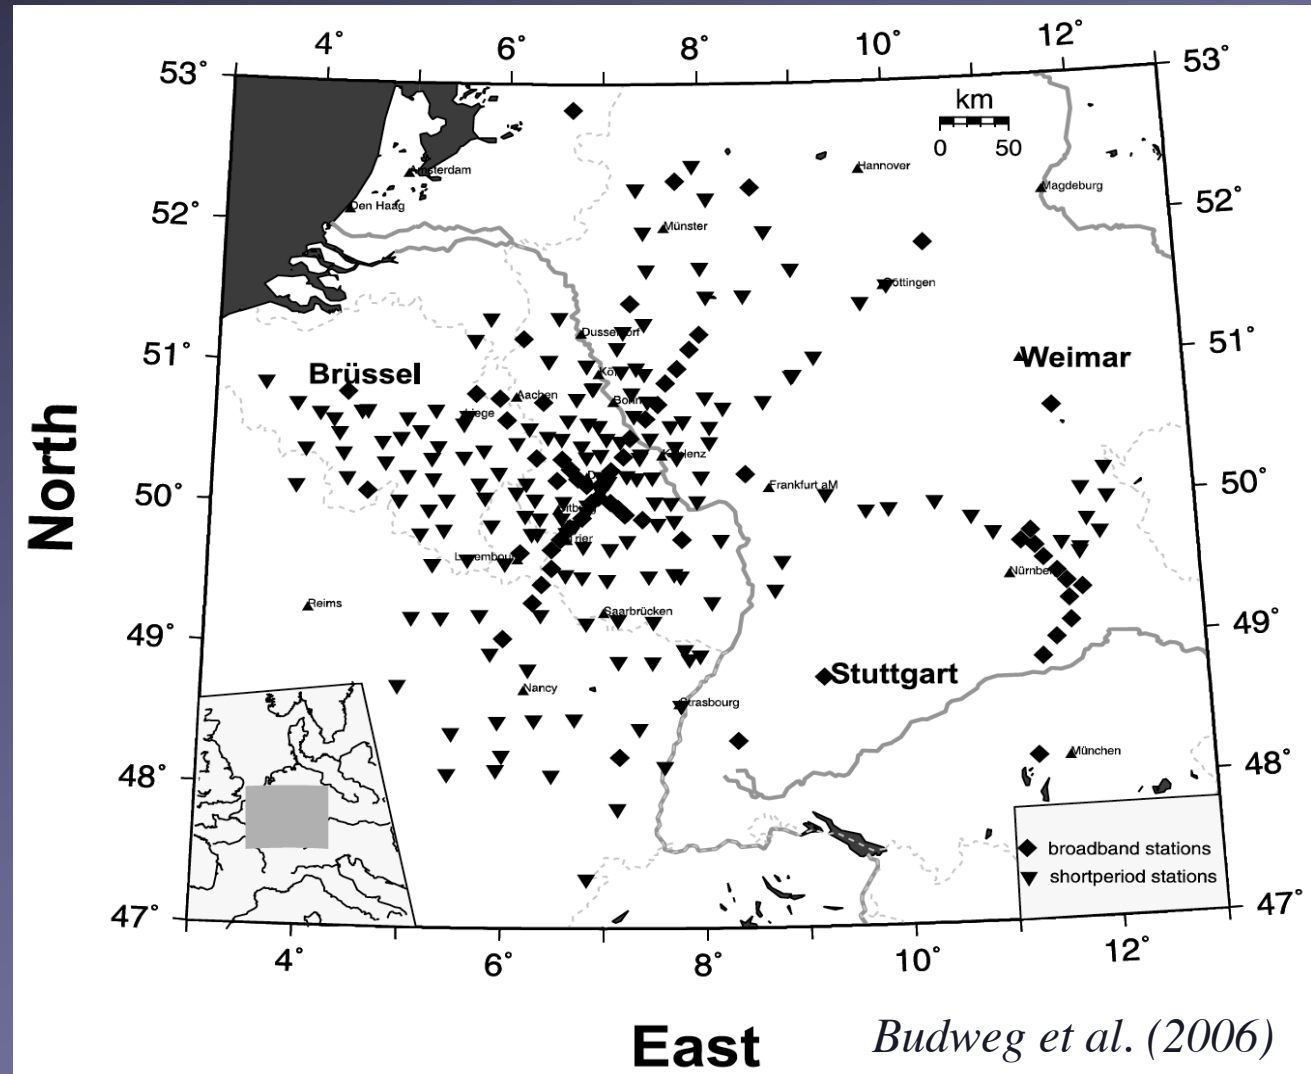 4° 6° 8° 10° 12°
53° 53°
km
0 50
Amsterdam
Hannover
Magdeburg
Den Haag
52° 52°
Münster
Göttingen
Dusseldorf
51° 51°
Weimar
Brüssel
Köln
Aachen
Bonn
Liege
Koblenz
Frankfurt aM
50° 50°
Bitburg
Trier
Luxembourg
Nürnberg
Reims
Saarbrücken
49° 49°
Stuttgart
Nancy
Strasbourg
München
48° 48°
broadband stations
shortperiod stations
47° 47°
4° 6° 8° 10° 12°
North
East
Budweg et al. (2006)